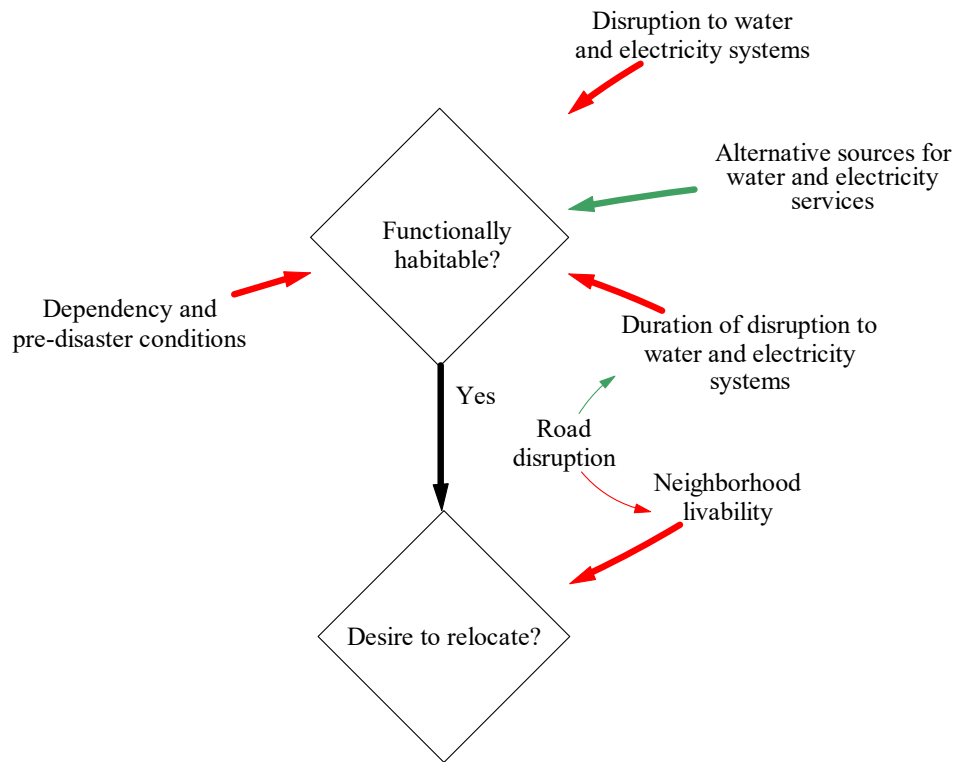 Disruption to water
and electricity systems
Alternative sources for
water and electricity
services
Functionally
habitable?
Dependency and
pre-disaster conditions
Duration of disruption to
water and electricity
systems
Yes
Road
disruption
Neighborhood
livability
Desire to relocate?